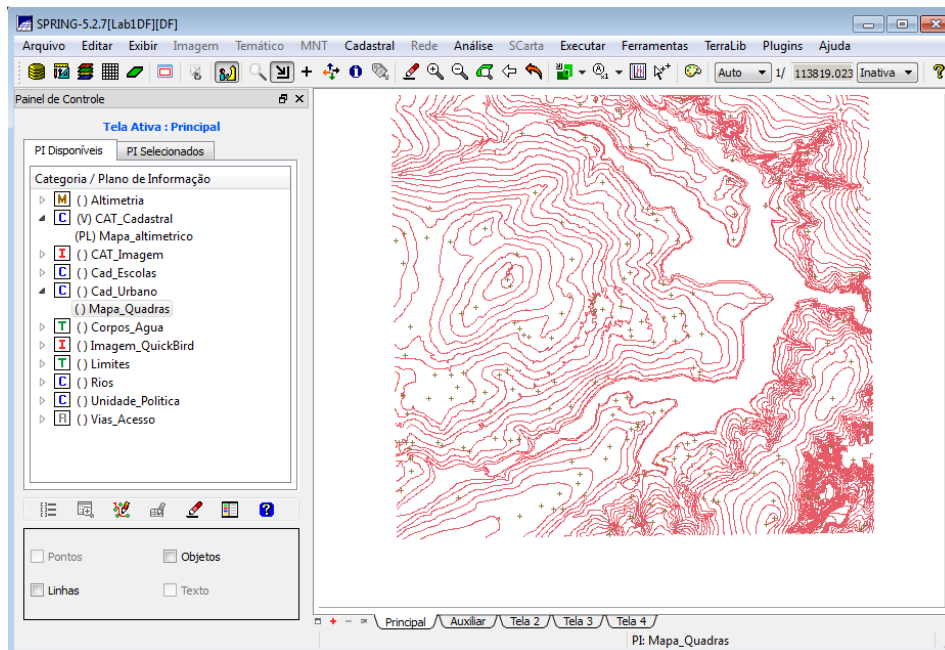 SPRING-5.2.7[Lab1DF][DF]
Arquivo Editar Exibir Imagem Temático MNT Cadastral Rede Análise SCarta Executar Ferramentas TerraLib Plugins Ajuda
Auto 1/ 113819.023 Inativa
Painel de Controle
Tela Ativa : Principal
PI Disponíveis PI Selecionados
Categoria / Plano de Informação
M ( ) Altimetria
C (V) CAT_Cadastral
(PL) Mapa_altimetrico
I ( ) CAT_Imagem
C ( ) Cad_Escolas
C ( ) Cad_Urbano
( ) Mapa_Quadras
T ( ) Corpos_Agua
I ( ) Imagem_QuickBird
T ( ) Limites
C ( ) Rios
C ( ) Unidade_Politica
R ( ) Vias_Acesso
Pontos Objetos
Linhas Texto
Principal Auxiliar Tela 2 Tela 3 Tela 4
PI: Mapa_Quadras